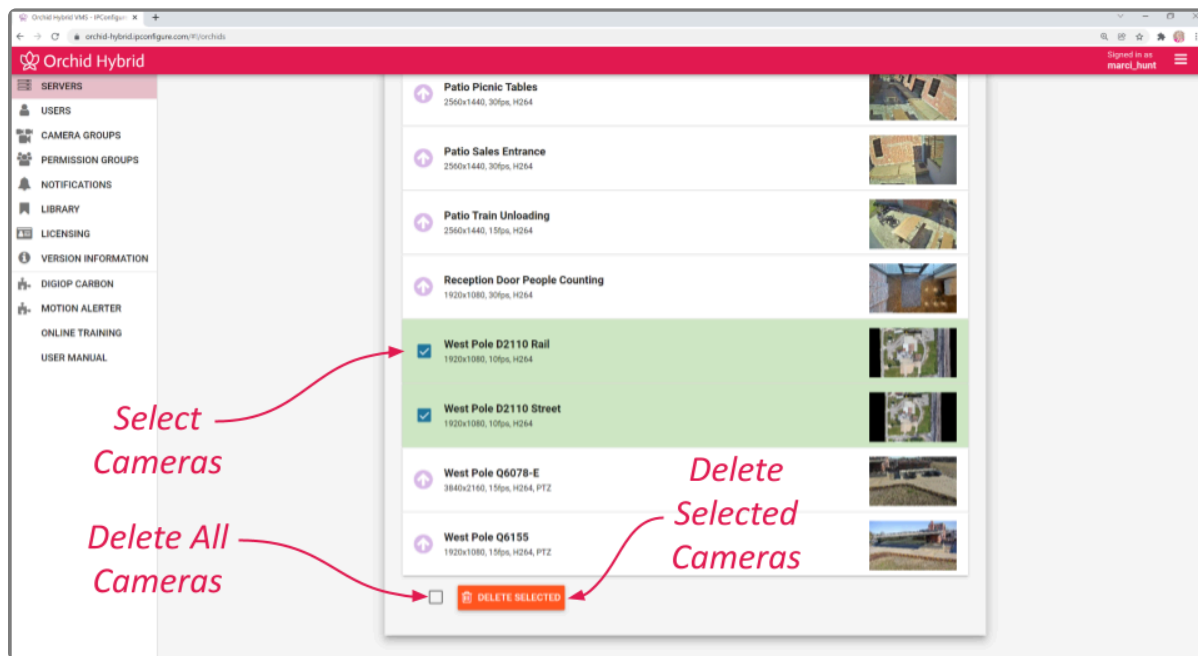 Orchid Hybrid VMS - IPConfigur
orchid-hybrid.ipconfigure.com/#!/orchids
Orchid Hybrid
Signed in as
marci_hunt
SERVERS
USERS
CAMERA GROUPS
PERMISSION GROUPS
NOTIFICATIONS
LIBRARY
LICENSING
VERSION INFORMATION
DIGIOP CARBON
MOTION ALERTER
ONLINE TRAINING
USER MANUAL
Patio Picnic Tables
2560x1440, 30fps, H264
Patio Sales Entrance
2560x1440, 30fps, H264
Patio Train Unloading
2560x1440, 15fps, H264
Reception Door People Counting
1920x1080, 30fps, H264
West Pole D2110 Rail
1920x1080, 10fps, H264
West Pole D2110 Street
1920x1080, 10fps, H264
West Pole Q6078-E
3840x2160, 15fps, H264, PTZ
West Pole Q6155
1920x1080, 15fps, H264, PTZ
DELETE SELECTED
Select
Cameras
Delete All
Cameras
Delete
Selected
Cameras